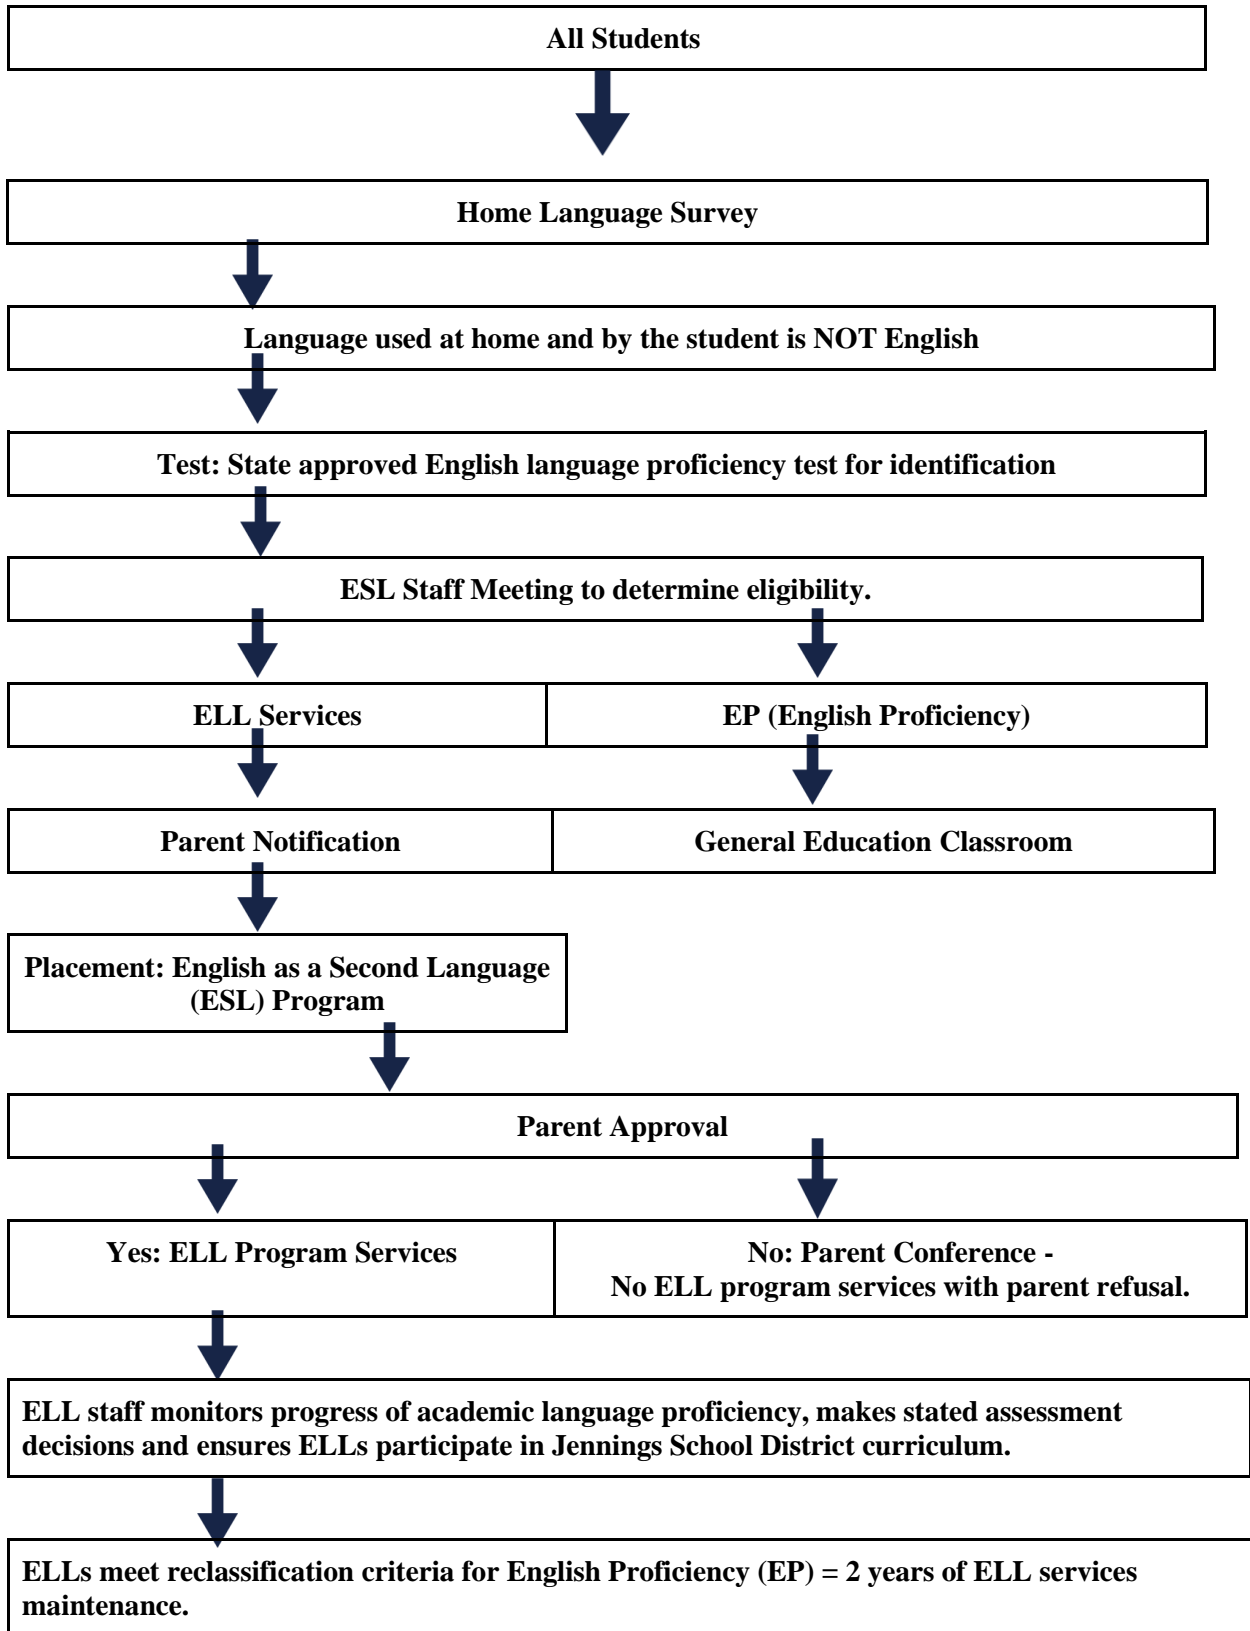 All Students
Home Language Survey
Language used at home and by the student is NOT English
Test: State approved English language proficiency test for identification
ESL Staff Meeting to determine eligibility.
ELL Services
EP (English Proficiency)
Parent Notification
General Education Classroom
Placement: English as a Second Language
(ESL) Program
Parent Approval
Yes: ELL Program Services
No: Parent Conference -
No ELL program services with parent refusal.
ELL staff monitors progress of academic language proficiency, makes stated assessment
decisions and ensures ELLs participate in Jennings School District curriculum.
ELLs meet reclassification criteria for English Proficiency (EP) = 2 years of ELL services
maintenance.